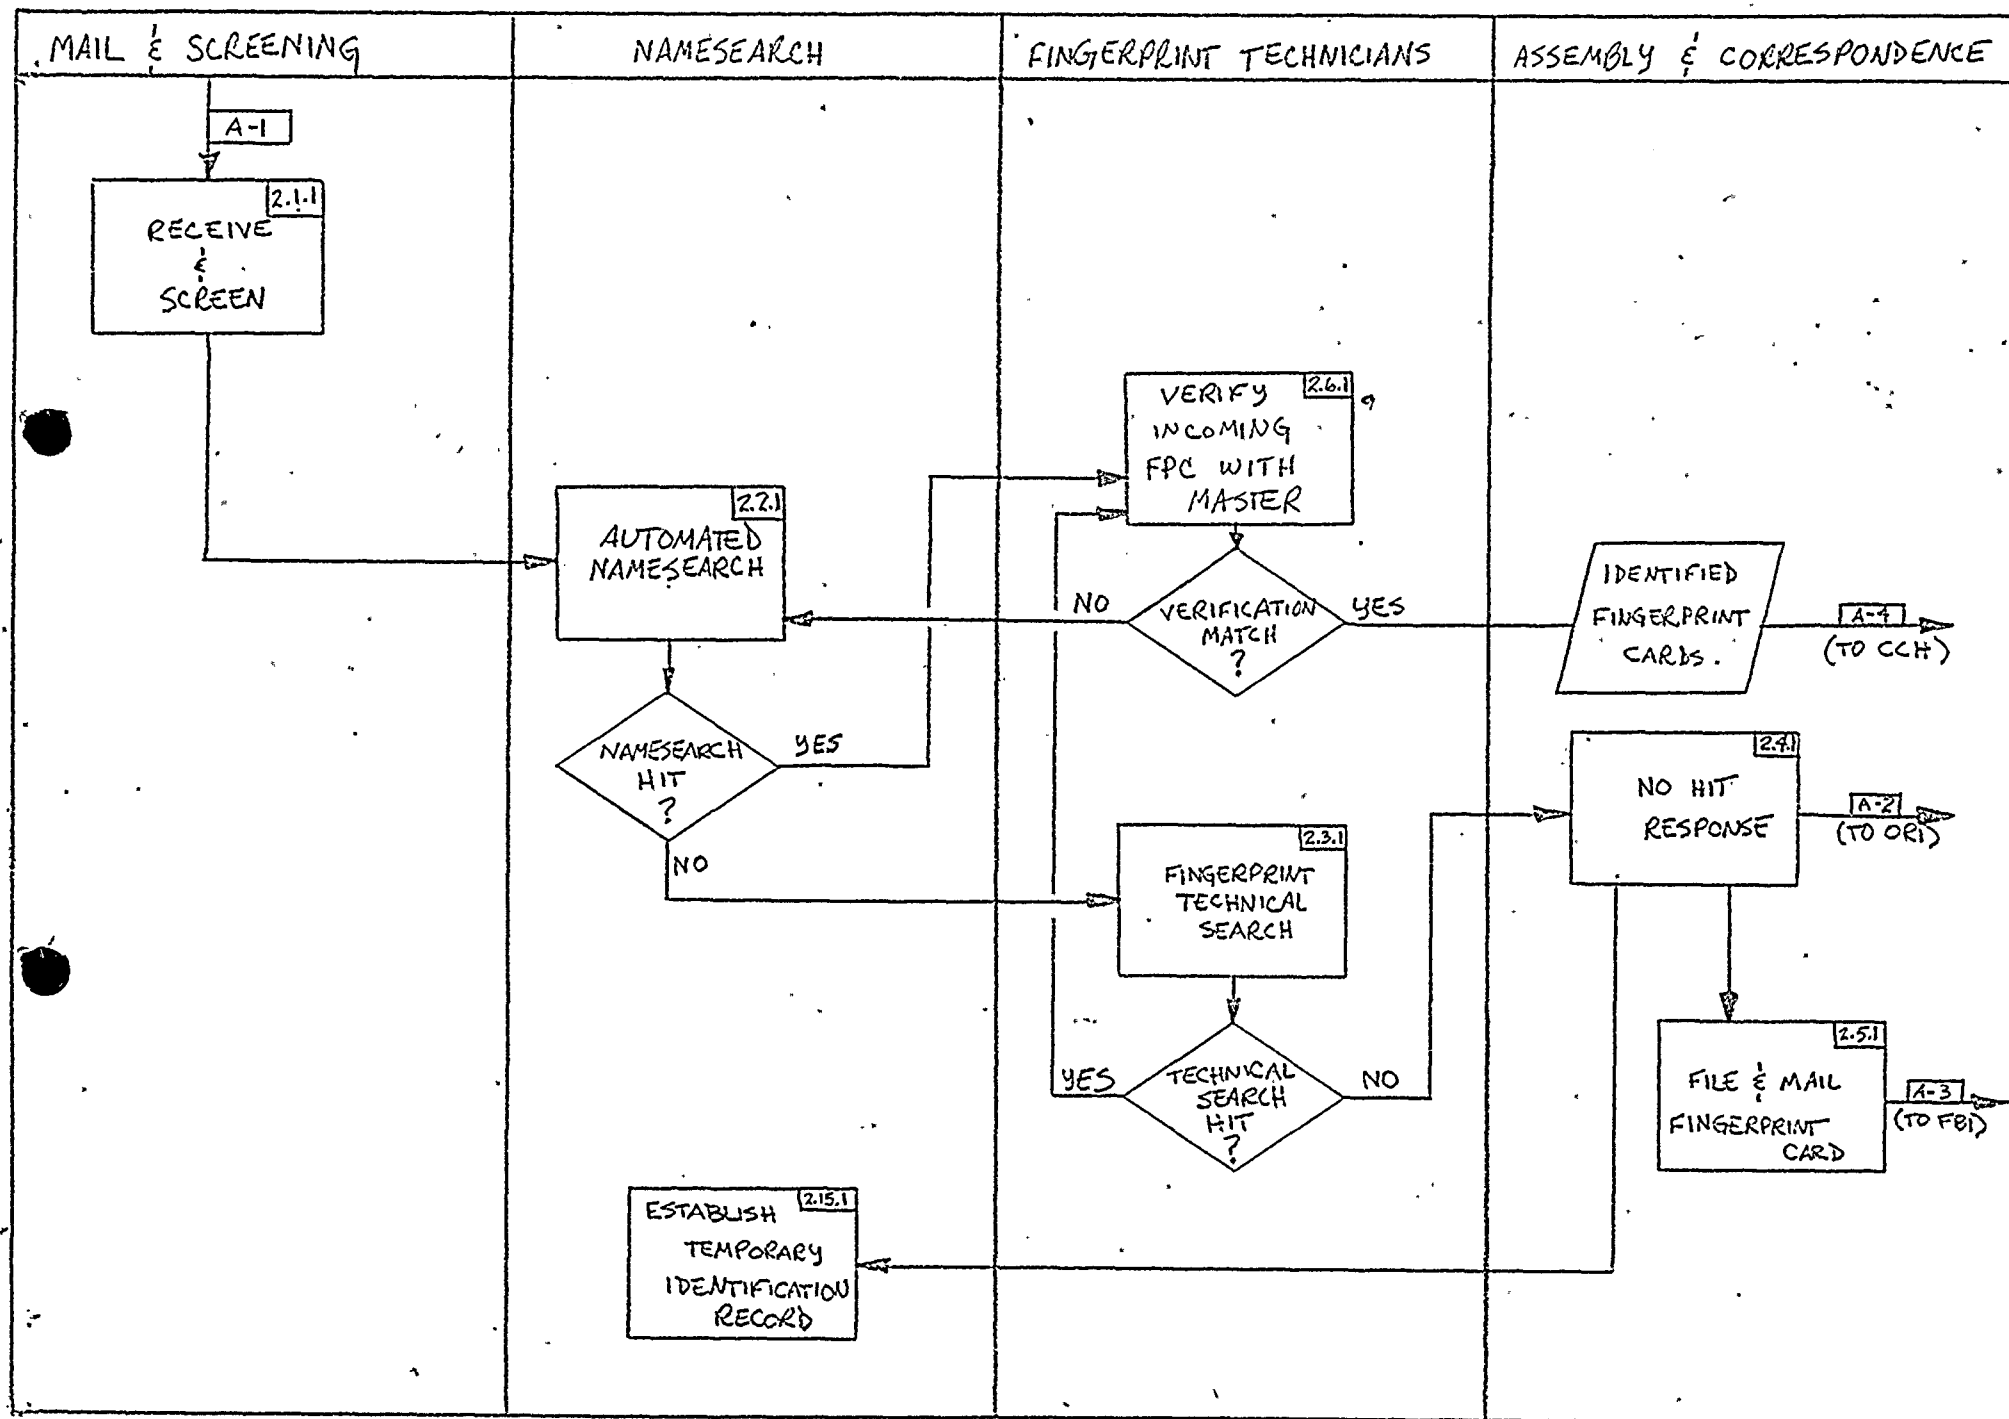 MAIL & SCREENING
NAMESEARCH
FINGERPRINT TECHNICIANS
ASSEMBLY & CORRESPONDENCE
A-1
2.1.1
RECEIVE
&
SCREEN
2.2.1
AUTOMATED
NAMESEARCH
NAMESEARCH
HIT
?
YES
NO
2.15.1
ESTABLISH
TEMPORARY
IDENTIFICATION
RECORD
2.6.1
VERIFY
INCOMING
FPC WITH
MASTER
NO
VERIFICATION
MATCH
?
YES
2.3.1
FINGERPRINT
TECHNICAL
SEARCH
YES
TECHNICAL
SEARCH
HIT
?
NO
IDENTIFIED
FINGERPRINT
CARDS.
A-4
(TO CCH)
2.4.1
NO HIT
RESPONSE
A-2
(TO ORI)
2.5.1
FILE & MAIL
FINGERPRINT
CARD
A-3
(TO FBI)